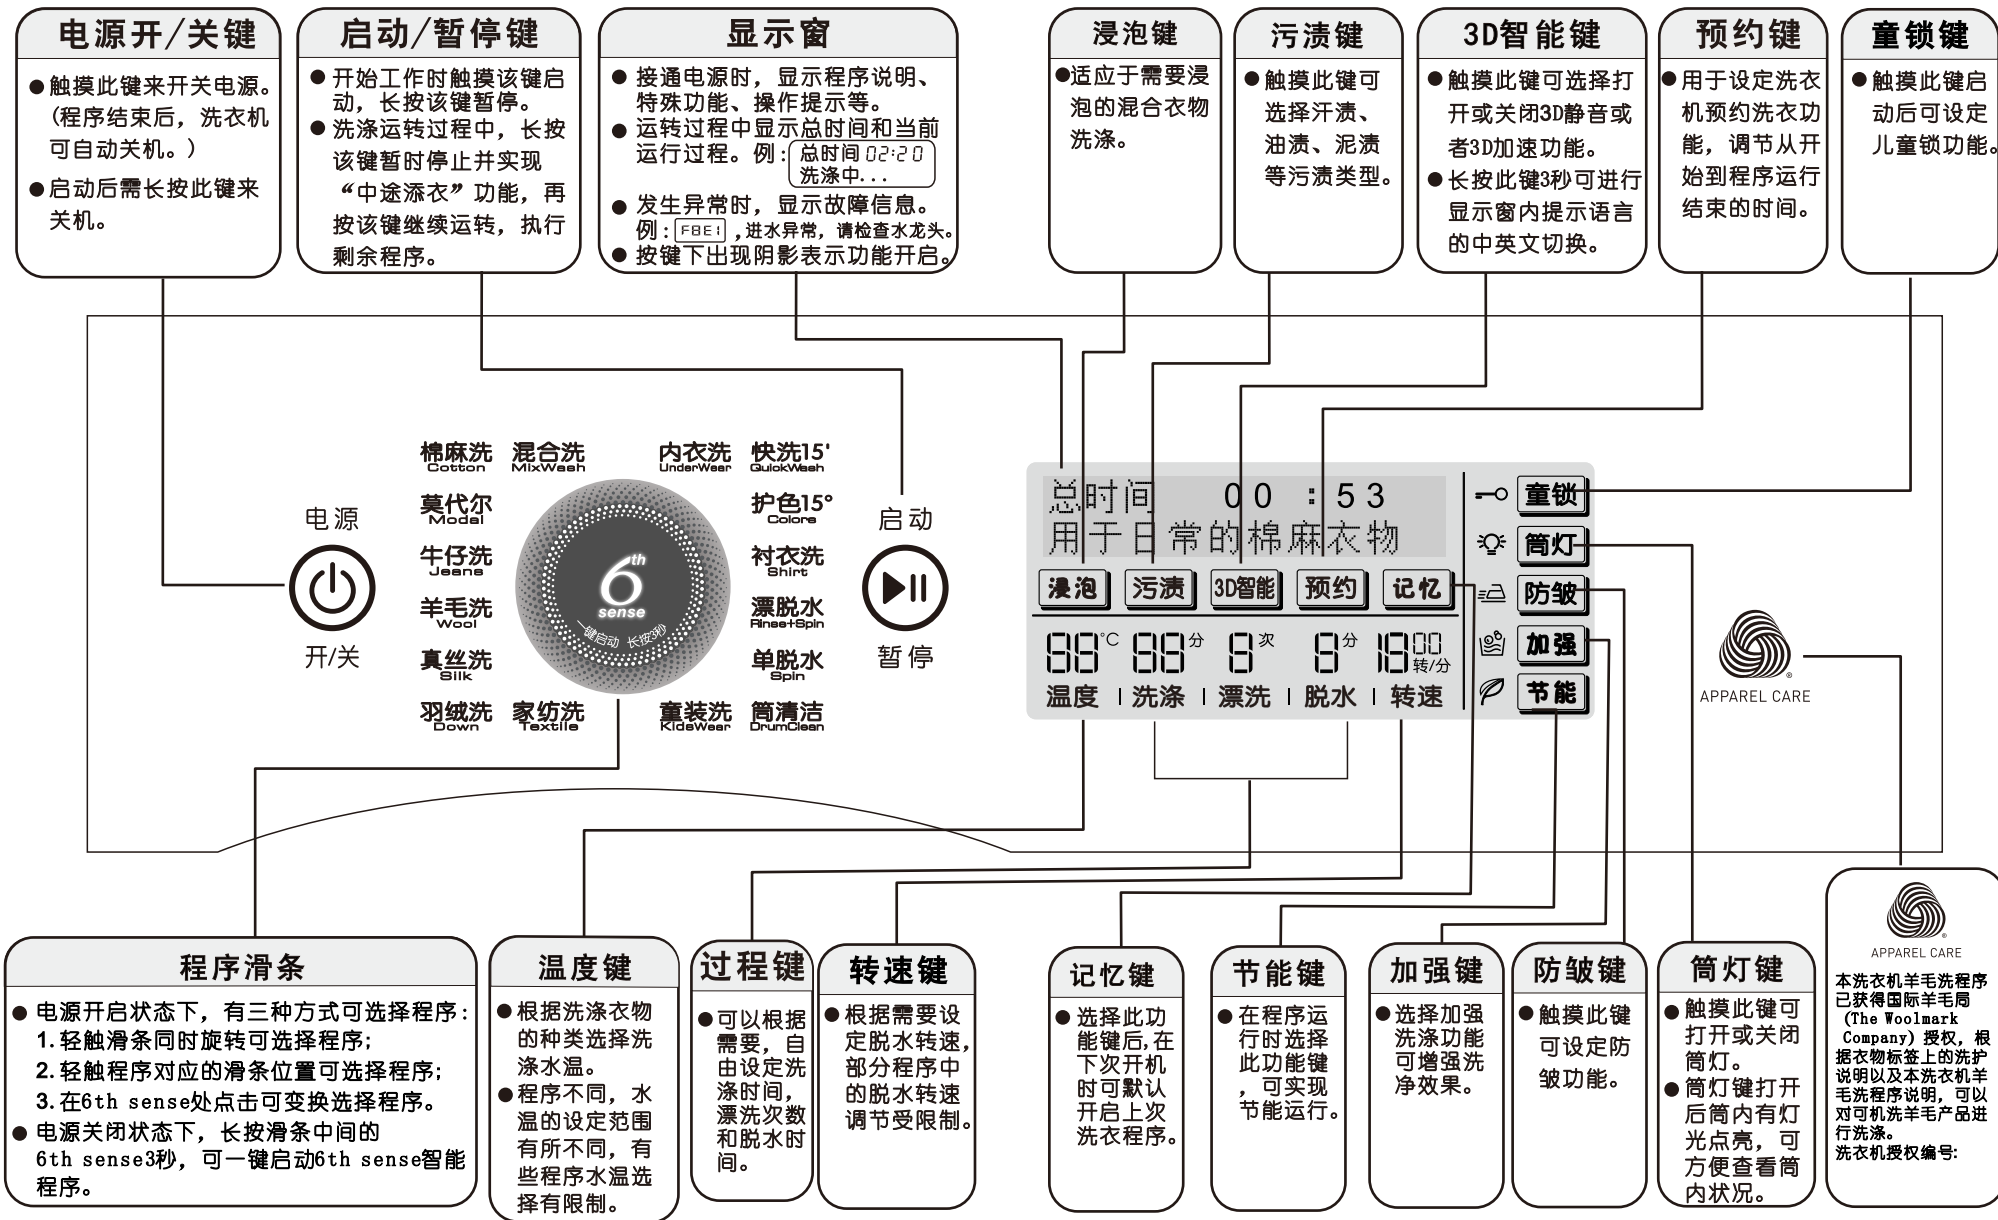 电源开/关键
●触摸此键来开关电源。
(程序结束后，洗衣机
可自动关机。)
●启动后需长按此键来
关机。
启动/暂停键
●开始工作时触摸该键启
动，长按该键暂停。
●洗涤运转过程中，长按
该键暂时停止并实现
“中途添衣”功能，再
按该键继续运转，执行
剩余程序。
显示窗
●接通电源时，显示程序说明、
特殊功能、操作提示等。
●运转过程中显示总时间和当前
运行过程。例:总时间 02:20
洗涤中...
●发生异常时，显示故障信息。
例:F8E1,进水异常，请检查水龙头。
●按键下出现阴影表示功能开启。
浸泡键
●适应于需要浸
泡的混合衣物
洗涤。
污渍键
●触摸此键可
选择汗渍、
油渍、泥渍
等污渍类型。
3D智能键
●触摸此键可选择打
开或关闭3D静音或
者3D加速功能。
●长按此键3秒可进行
显示窗内提示语言
的中英文切换。
预约键
●用于设定洗衣
机预约洗衣功
能，调节从开
始到程序运行
结束的时间。
童锁键
●触摸此键启
动后可设定
儿童锁功能。
电源
开/关
棉麻洗
Cotton
混合洗
MixWash
内衣洗
UnderWear
快洗15'
QuickWash
莫代尔
Modal
护色15°
Colors
牛仔洗
Jeans
衬衣洗
Shirt
羊毛洗
Wool
漂脱水
Rinse+Spin
真丝洗
Silk
单脱水
Spin
羽绒洗
Down
家纺洗
Textile
童装洗
KidsWear
筒清洁
DrumClean
6th
sense
一键启动 长按3秒
启动
暂停
总时间 00 : 53
用于日常的棉麻衣物
浸泡 污渍 3D智能 预约 记忆
88°C 88分 8次 8分 1800转/分
温度 洗涤 漂洗 脱水 转速
童锁
筒灯
防皱
加强
节能
APPAREL CARE
程序滑条
●电源开启状态下，有三种方式可选择程序:
1.轻触滑条同时旋转可选择程序;
2.轻触程序对应的滑条位置可选择程序;
3.在6th sense处点击可变换选择程序。
●电源关闭状态下，长按滑条中间的
6th sense3秒，可一键启动6th sense智能
程序。
温度键
●根据洗涤衣物
的种类选择洗
涤水温。
●程序不同，水
温的设定范围
有所不同，有
些程序水温选
择有限制。
过程键
●可以根据
需要，自
由设定洗
涤时间，
漂洗次数
和脱水时
间。
转速键
●根据需要设
定脱水转速，
部分程序中
的脱水转速
调节受限制。
记忆键
●选择此功
能键后,在
下次开机
时可默认
开启上次
洗衣程序。
节能键
●在程序运
行时选择
此功能键
，可实现
节能运行。
加强键
●选择加强
洗涤功能
可增强洗
净效果。
防皱键
●触摸此键
可设定防
皱功能。
筒灯键
●触摸此键可
打开或关闭
筒灯。
●筒灯键打开
后筒内有灯
光点亮，可
方便查看筒
内状况。
APPAREL CARE
本洗衣机羊毛洗程序
已获得国际羊毛局
(The Woolmark
Company) 授权，根
据衣物标签上的洗护
说明以及本洗衣机羊
毛洗程序说明，可以
对可机洗羊毛产品进
行洗涤。
洗衣机授权编号: